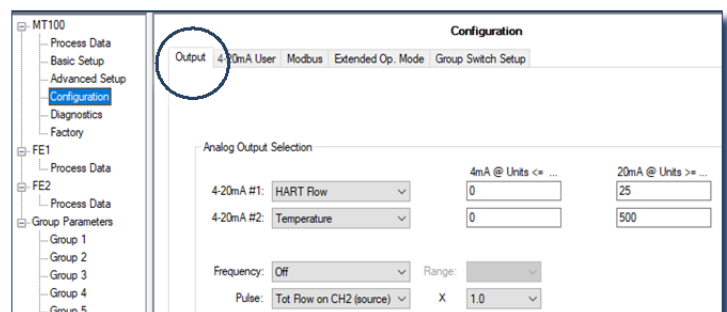 MT100
Process Data
Basic Setup
Advanced Setup
Configuration
Diagnostics
Factory
FE1
Process Data
FE2
Process Data
Group Parameters
Group 1
Group 2
Group 3
Group 4
Group 5
Configuration
Output 4-20mA User Modbus Extended Op. Mode Group Switch Setup
Analog Output Selection
4mA @ Units <= ... 20mA @ Units >= ...
4-20mA #1: HART Flow 0 25
4-20mA #2: Temperature 0 500
Frequency: Off Range:
Pulse: Tot Flow on CH2 (source) X 1.0